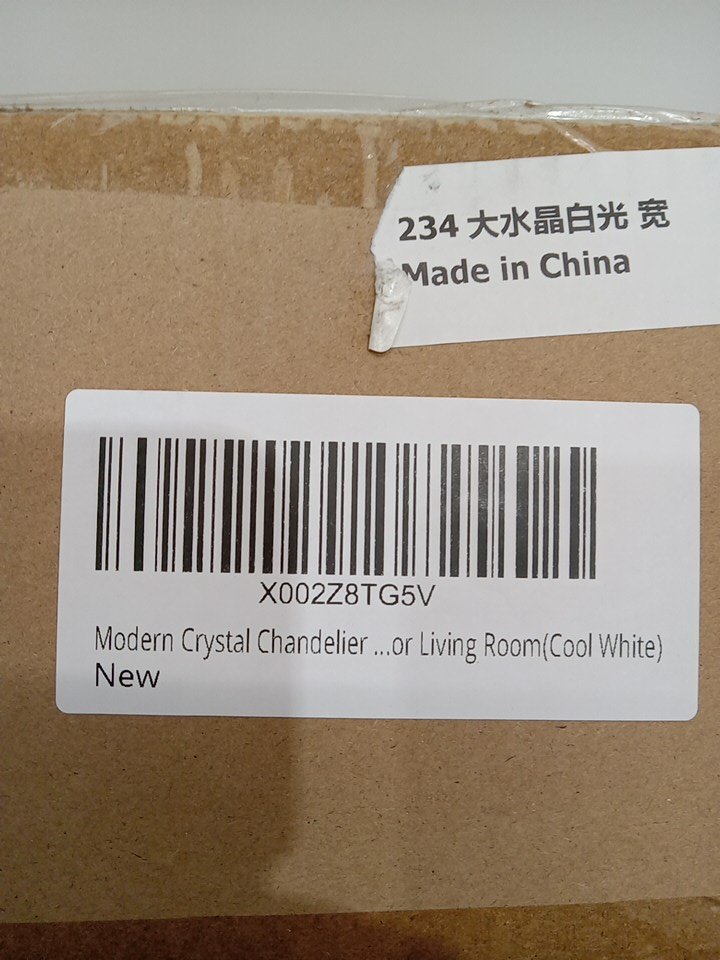 234 大水晶白光 宽
Made in China
X002Z8TG5V
Modern Crystal Chandelier ...or Living Room(Cool White)
New